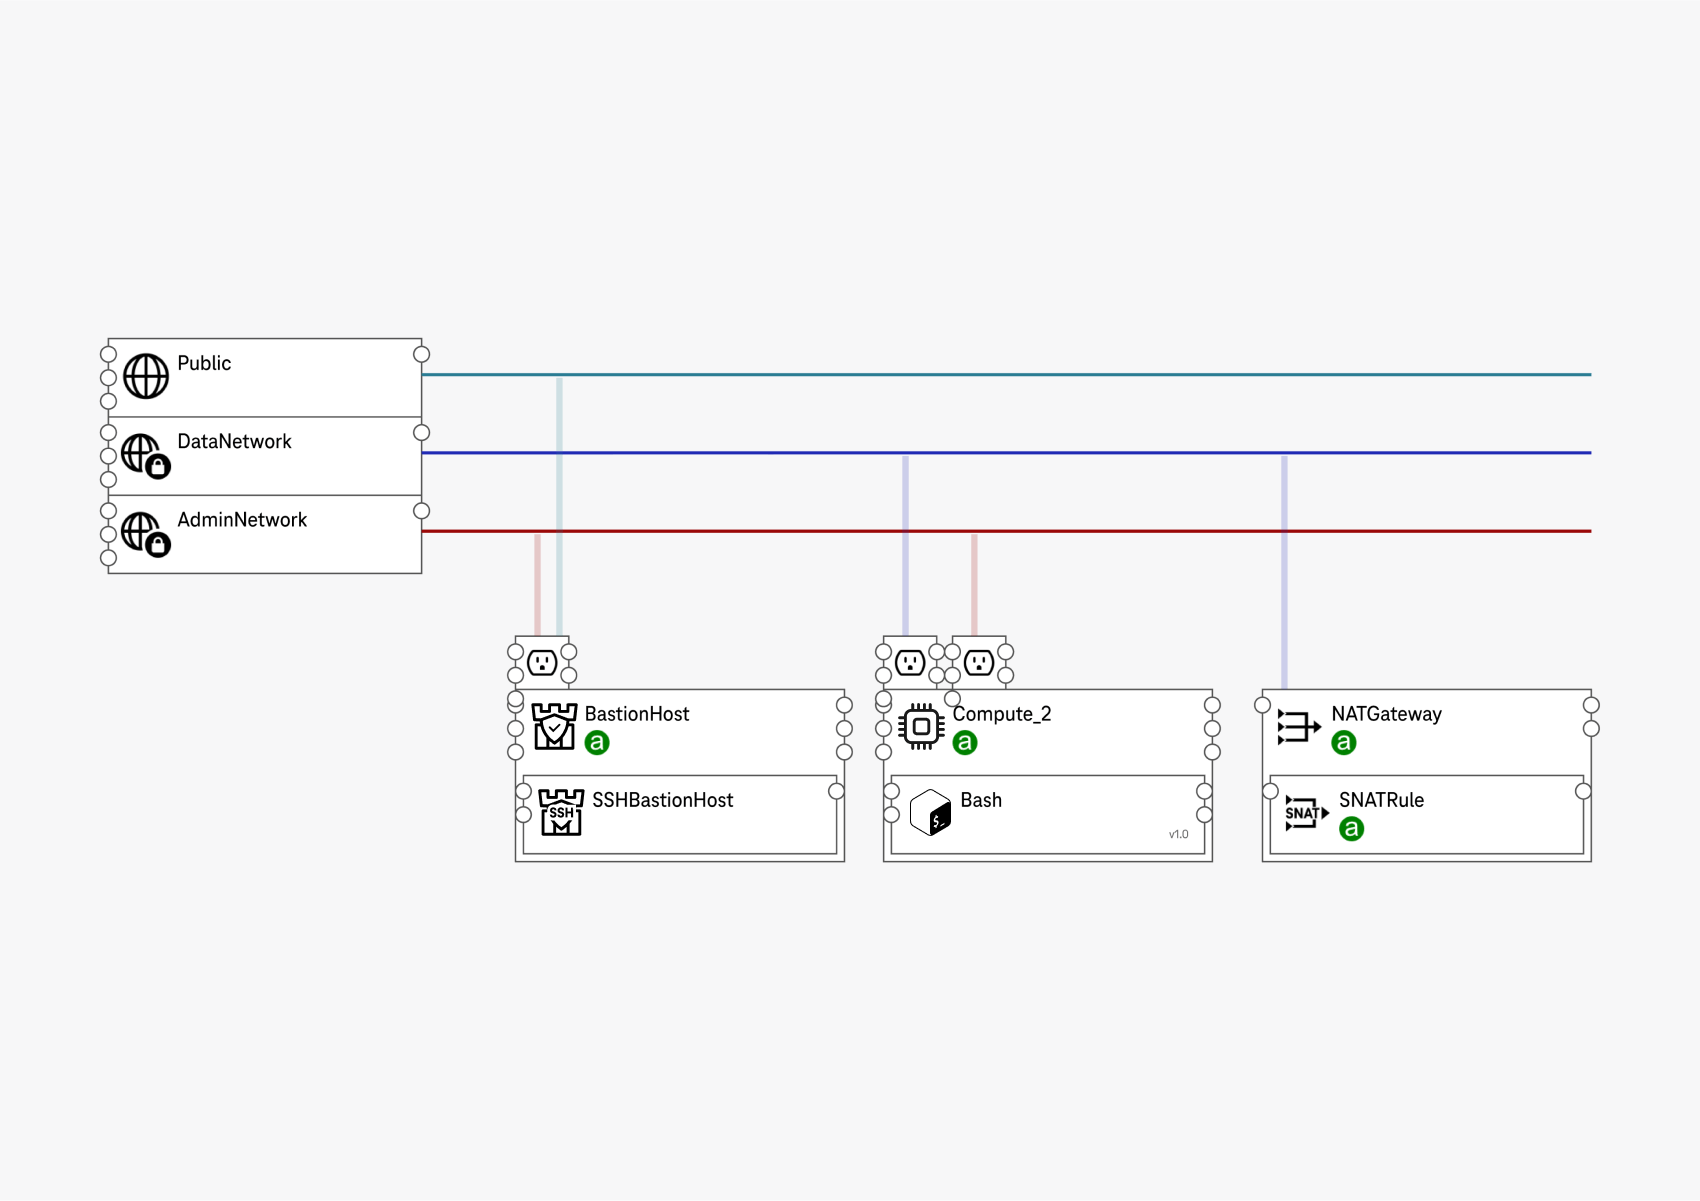 Public
DataNetwork
AdminNetwork
BastionHost
a
SSH
SSHBastionHost
Compute_2
a
$_
Bash
v1.0
NATGateway
a
SNAT
SNATRule
a